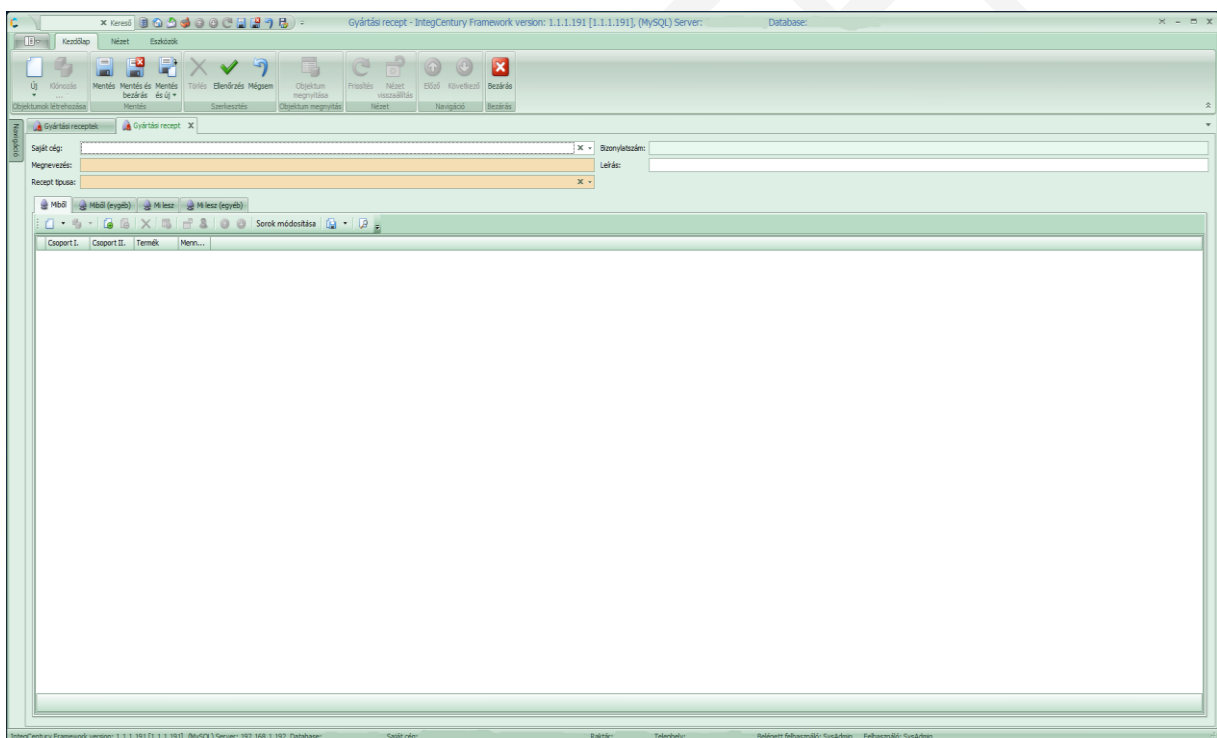 Kereső Gyártási recept - IntegCentury Framework version: 1.1.1.191 [1.1.1.191], (MySQL) Server: Database:
Kezdőlap Nézet Eszközök
Új Klónozás ... Mentés Mentés és bezárás Mentés és új Törlés Ellenőrzés Mégsem Objektum megnyitása Frissítés Nézet visszaállítás Előző Következő Bezárás
Objektumok létrehozása Mentés Szerkesztés Objektum megnyitás Nézet Navigáció Bezárás
Navigáció
Gyártási receptek Gyártási recept X
Saját cég: Bizonylatszám:
Megnevezés: Leírás:
Recept típusa:
Miből Miből (eygéb) Mi lesz Mi lesz (egyéb)
Sorok módosítása
Csoport I. Csoport II. Termék Menn...
IntegCentury Framework version: 1.1.1.191 [1.1.1.191], (MySQL) Server: 192.168.1.192, Database: Saját cég: Raktár: Telephely: Belépett felhasználó: SysAdmin Felhasználó: SysAdmin